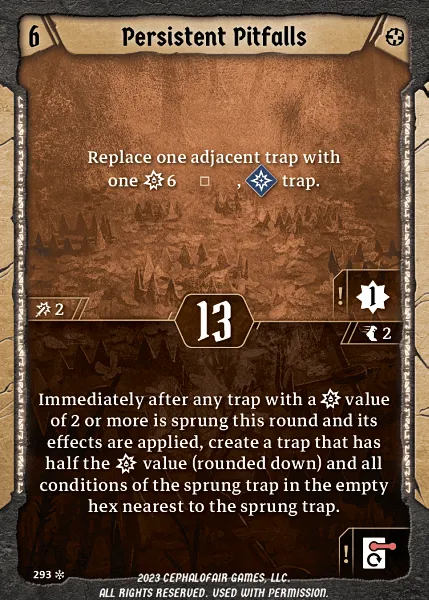 6
Persistent Pitfalls
Replace one adjacent trap with
one 6 , trap.
! 1
2
13
2
Immediately after any trap with a value
of 2 or more is sprung this round and its
effects are applied, create a trap that has
half the value (rounded down) and all
conditions of the sprung trap in the empty
hex nearest to the sprung trap.
!
293
2023 CEPHALOFAIR GAMES, LLC.
ALL RIGHTS RESERVED. USED WITH PERMISSION.